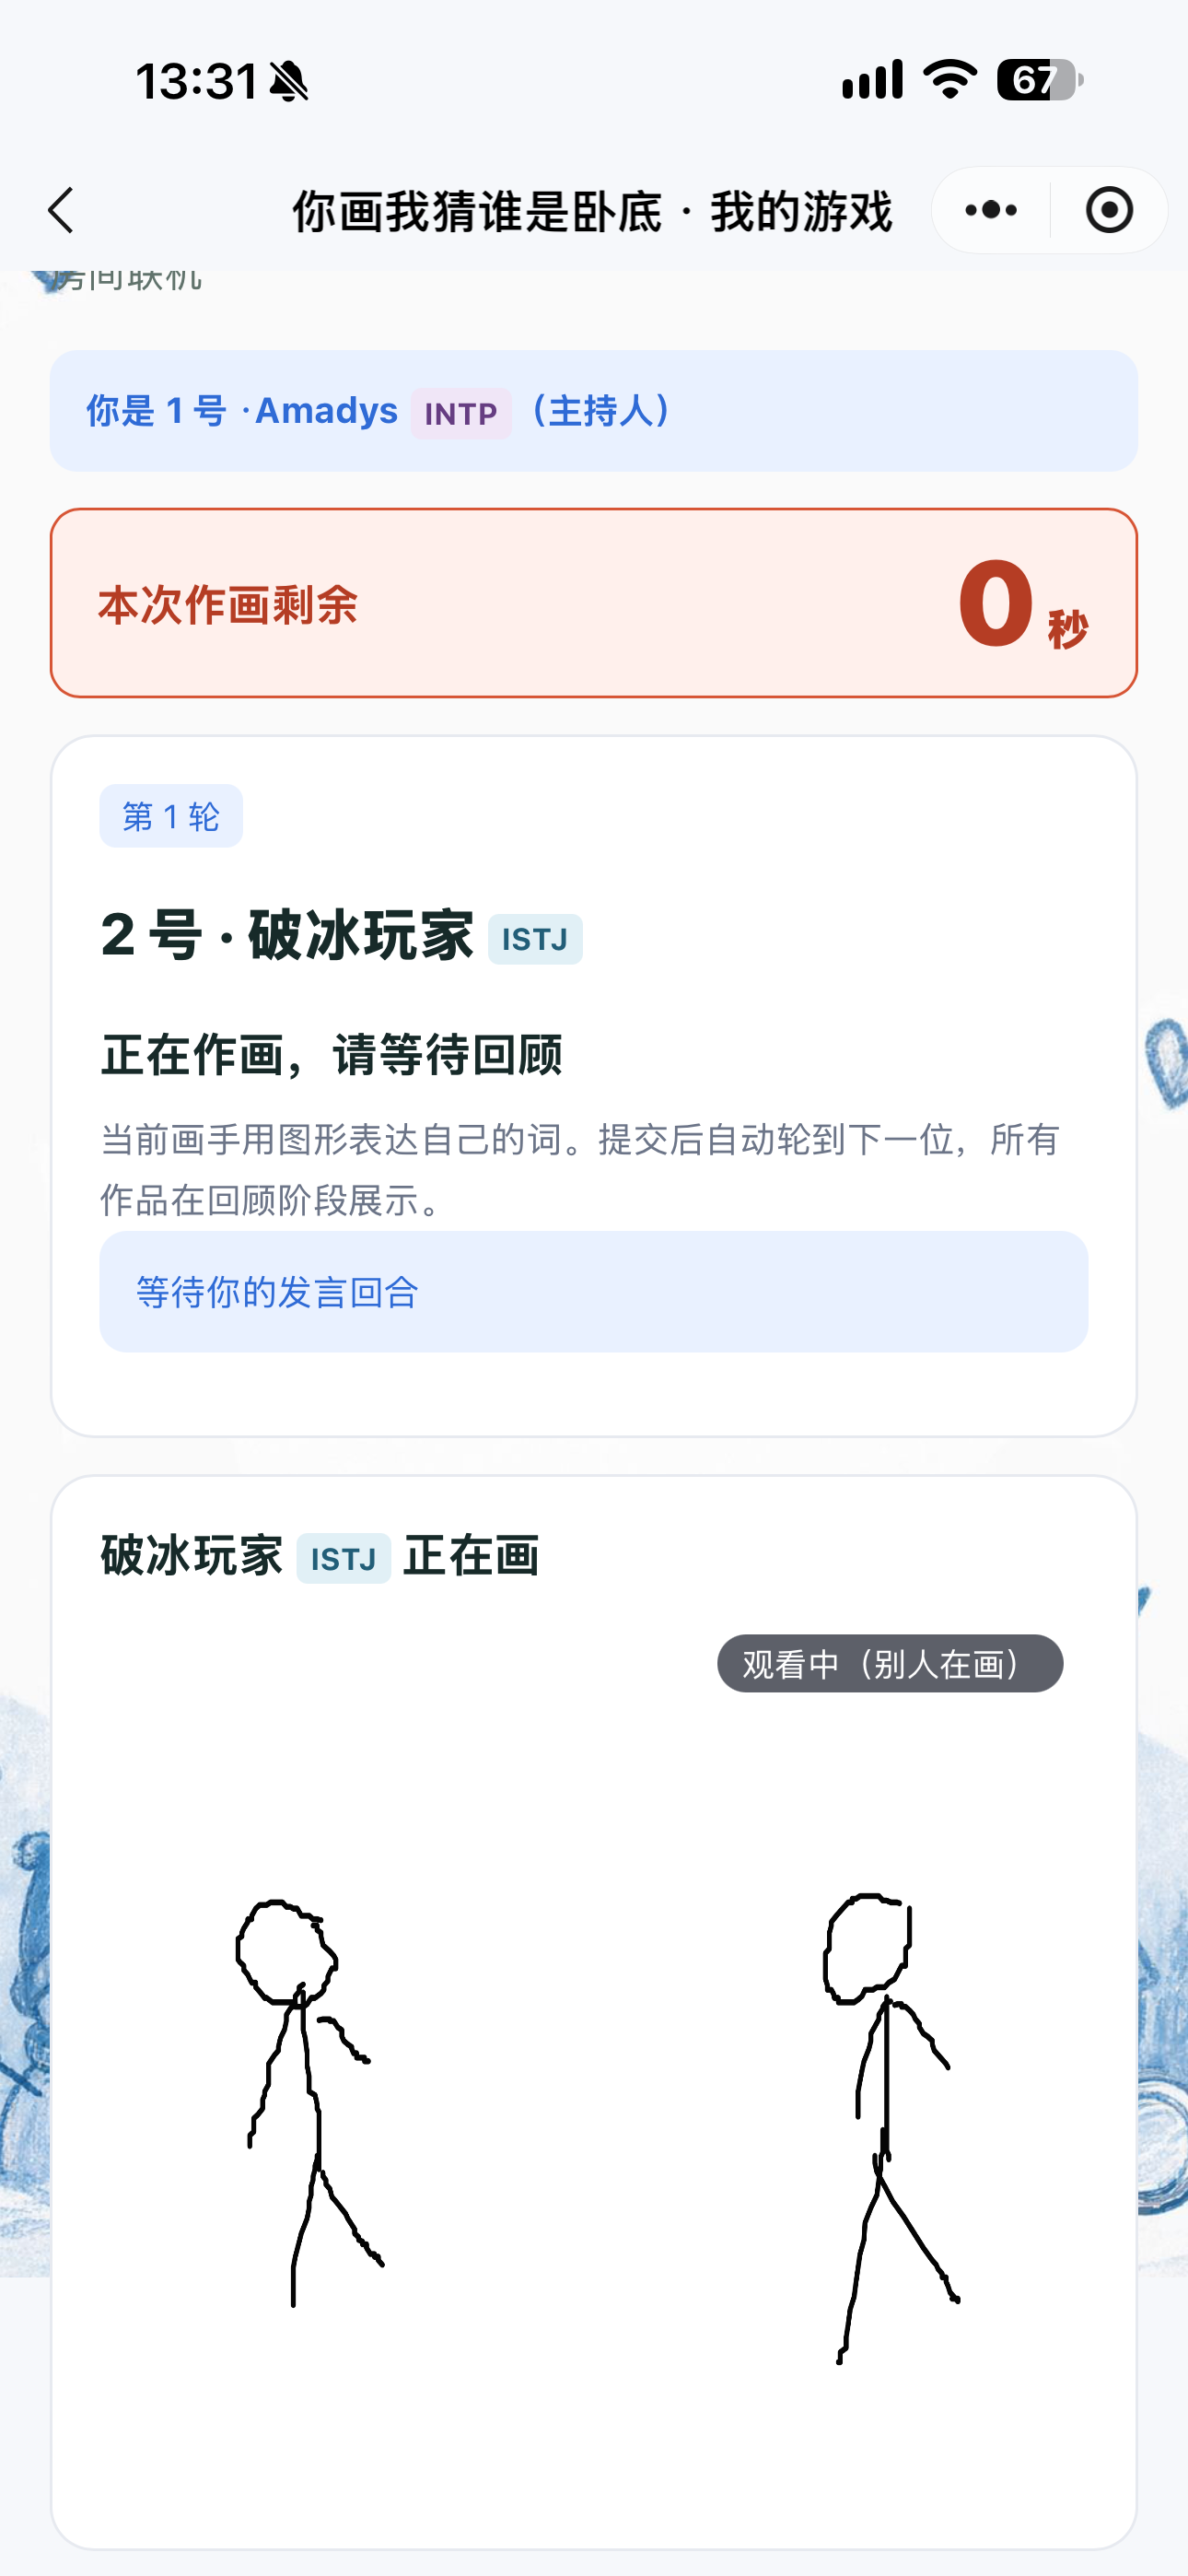 13:31
67
你画我猜谁是卧底 · 我的游戏
房间联机
你是 1 号 ·Amadys INTP（主持人）
本次作画剩余 0 秒
第 1 轮
2 号 · 破冰玩家 ISTJ
正在作画，请等待回顾
当前画手用图形表达自己的词。提交后自动轮到下一位，所有
作品在回顾阶段展示。
等待你的发言回合
破冰玩家 ISTJ 正在画
观看中（别人在画）